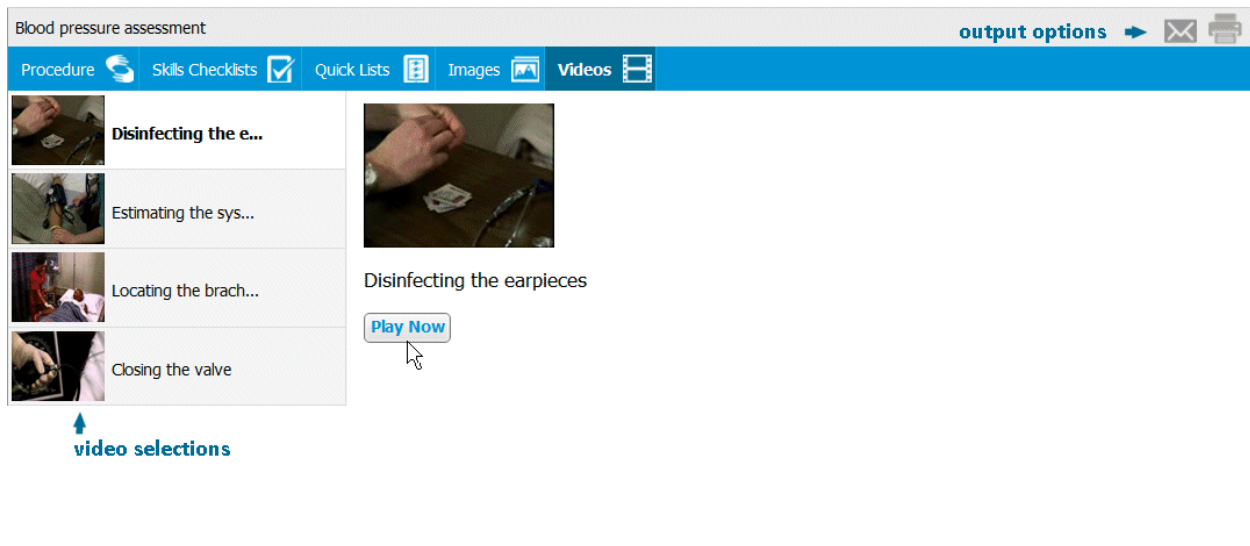 Blood pressure assessment
output options
Procedure Skills Checklists Quick Lists Images Videos
Disinfecting the e...
Estimating the sys...
Locating the brach...
Closing the valve
Disinfecting the earpieces
Play Now
video selections